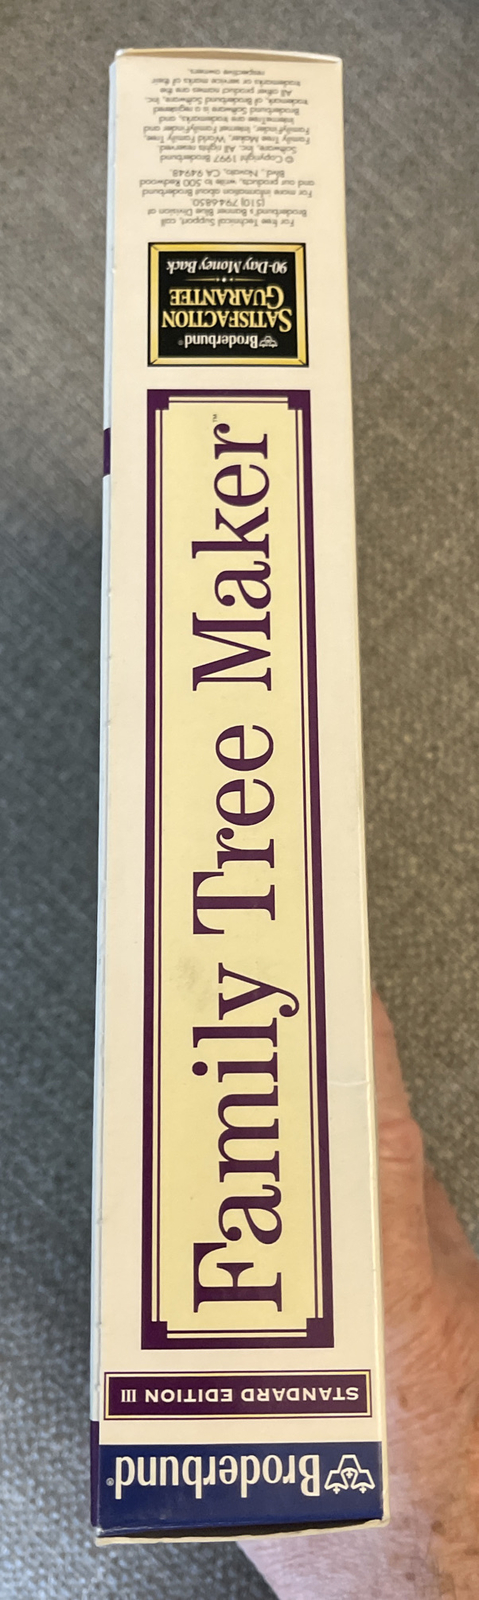 Broderbund®
STANDARD EDITION III
Family Tree Maker™
Broderbund®
SATISFACTION
GUARANTEE
90-Day Money Back
For free Technical Support, call
Broderbund's Banner Blue Division at
(510) 794-6850.
For more information about Broderbund
and our products, write to 500 Redwood
Blvd., Novato, CA 94948.
© Copyright 1997 Broderbund
Software, Inc. All rights reserved.
Family Tree Maker, World Family Tree,
FamilyFinder, Internet FamilyFinder and
InterneTree are trademarks, and
Broderbund Software is a registered
trademark, of Broderbund Software, Inc.
All other product names are the
trademarks or service marks of their
respective owners.